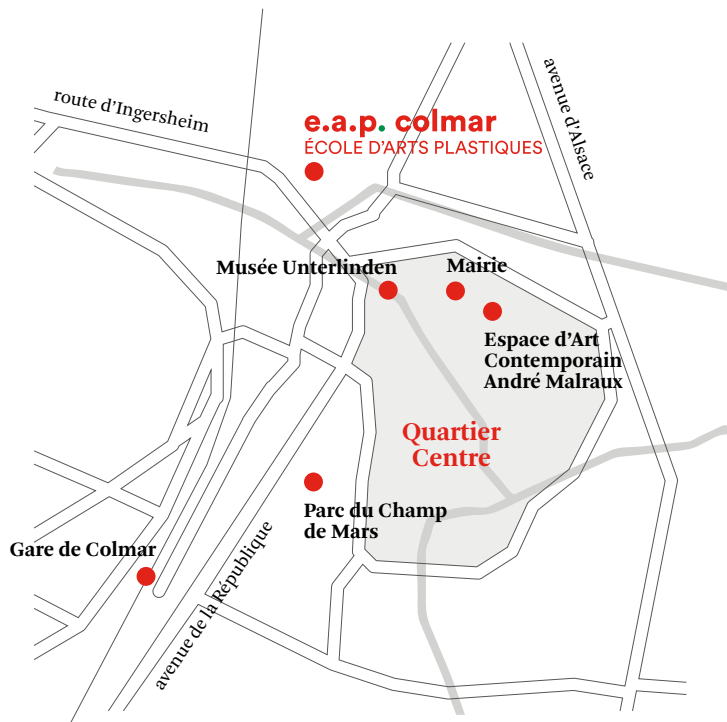 route d'Ingersheim
e.a.p. colmar
ÉCOLE D'ARTS PLASTIQUES
avenue d'Alsace
Musée Unterlinden
Mairie
Espace d'Art
Contemporain
André Malraux
Quartier
Centre
Parc du Champ
de Mars
Gare de Colmar
avenue de la République